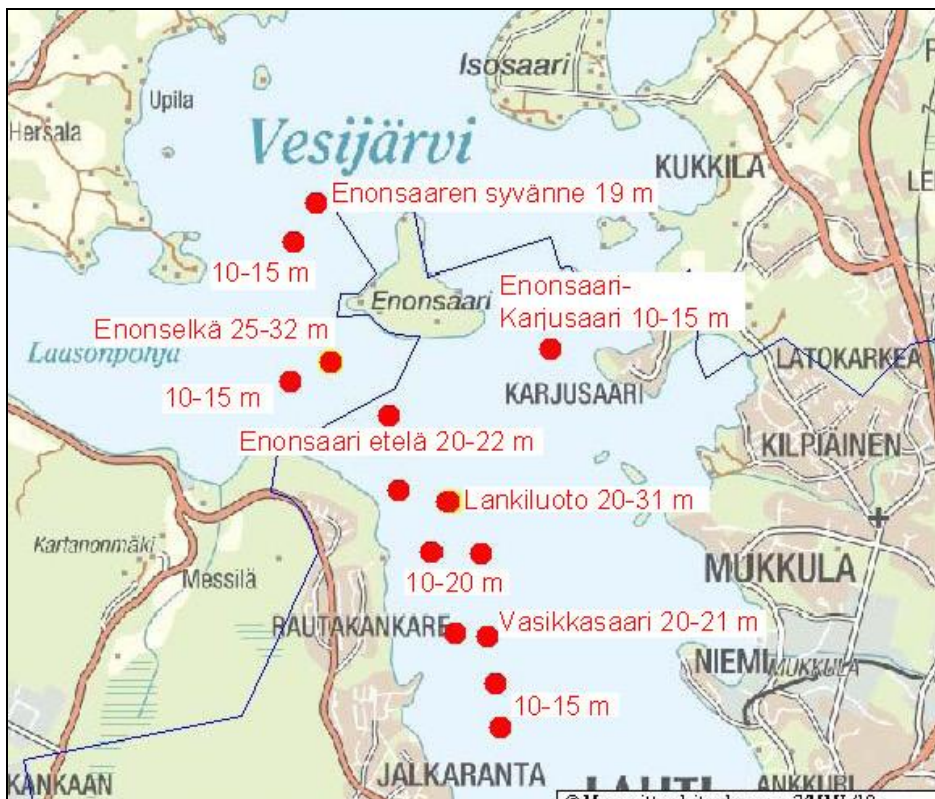 Isosaari
Upila
Hersala
Vesijärvi
KUKKILA
Enonsaaren syvänne 19 m
10-15 m
Enonsaari
Enonsaari-
Karjusaari 10-15 m
Enonselkä 25-32 m
Laasonpohja
10-15 m
LATOKARKEA
KARJUSAARI
Enonsaari etelä 20-22 m
KILPIÄINEN
Lankiluoto 20-31 m
Kartanonmäki
Messilä
10-20 m
MUKKULA
RAUTAKANKARE
Vasikkasaari 20-21 m
NIEMI
MUKKULA
10-15 m
JALKARANTA
KANKAAN